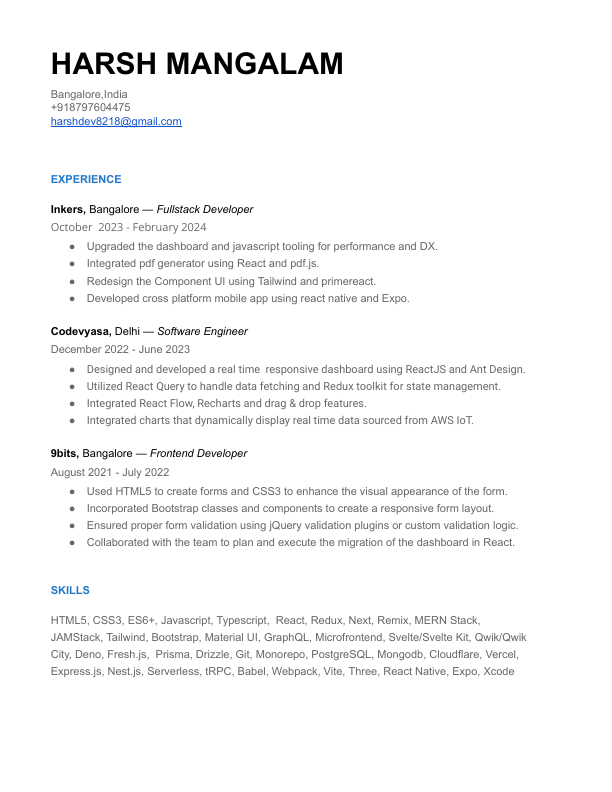 HARSH MANGALAM
Bangalore,India
+918797604475
harshdev8218@gmail.com
EXPERIENCE
Inkers, Bangalore — Fullstack Developer
October  2023 - February 2024
● Upgraded the dashboard and javascript tooling for performance and DX.
● Integrated pdf generator using React and pdf.js.
● Redesign the Component UI using Tailwind and primereact.
● Developed cross platform mobile app using react native and Expo.
Codevyasa, Delhi — Software Engineer
December 2022 - June 2023
● Designed and developed a real time  responsive dashboard using ReactJS and Ant Design.
● Utilized React Query to handle data fetching and Redux toolkit for state management.
● Integrated React Flow, Recharts and drag & drop features.
● Integrated charts that dynamically display real time data sourced from AWS IoT.
9bits, Bangalore — Frontend Developer
August 2021 - July 2022
● Used HTML5 to create forms and CSS3 to enhance the visual appearance of the form.
● Incorporated Bootstrap classes and components to create a responsive form layout.
● Ensured proper form validation using jQuery validation plugins or custom validation logic.
● Collaborated with the team to plan and execute the migration of the dashboard in React.
SKILLS
HTML5, CSS3, ES6+, Javascript, Typescript,  React, Redux, Next, Remix, MERN Stack,
JAMStack, Tailwind, Bootstrap, Material UI, GraphQL, Microfrontend, Svelte/Svelte Kit, Qwik/Qwik
City, Deno, Fresh.js,  Prisma, Drizzle, Git, Monorepo, PostgreSQL, Mongodb, Cloudflare, Vercel,
Express.js, Nest.js, Serverless, tRPC, Babel, Webpack, Vite, Three, React Native, Expo, Xcode